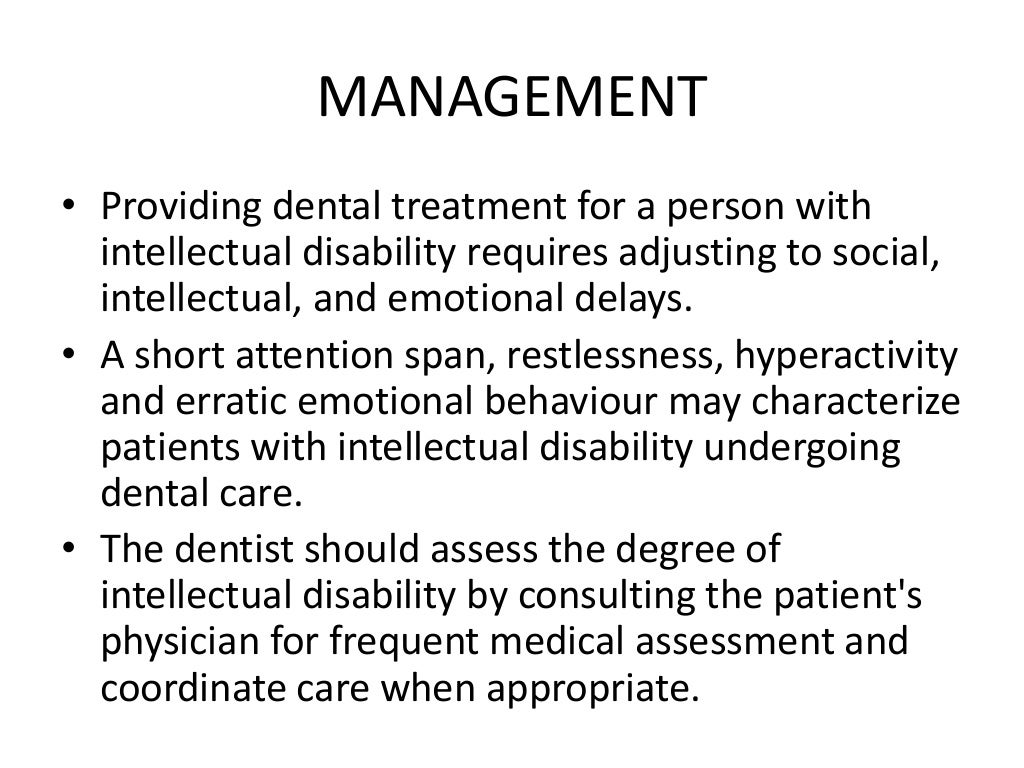 MANAGEMENT
• Providing dental treatment for a person with
intellectual disability requires adjusting to social,
intellectual, and emotional delays.
• A short attention span, restlessness, hyperactivity
and erratic emotional behaviour may characterize
patients with intellectual disability undergoing
dental care.
• The dentist should assess the degree of
intellectual disability by consulting the patient's
physician for frequent medical assessment and
coordinate care when appropriate.